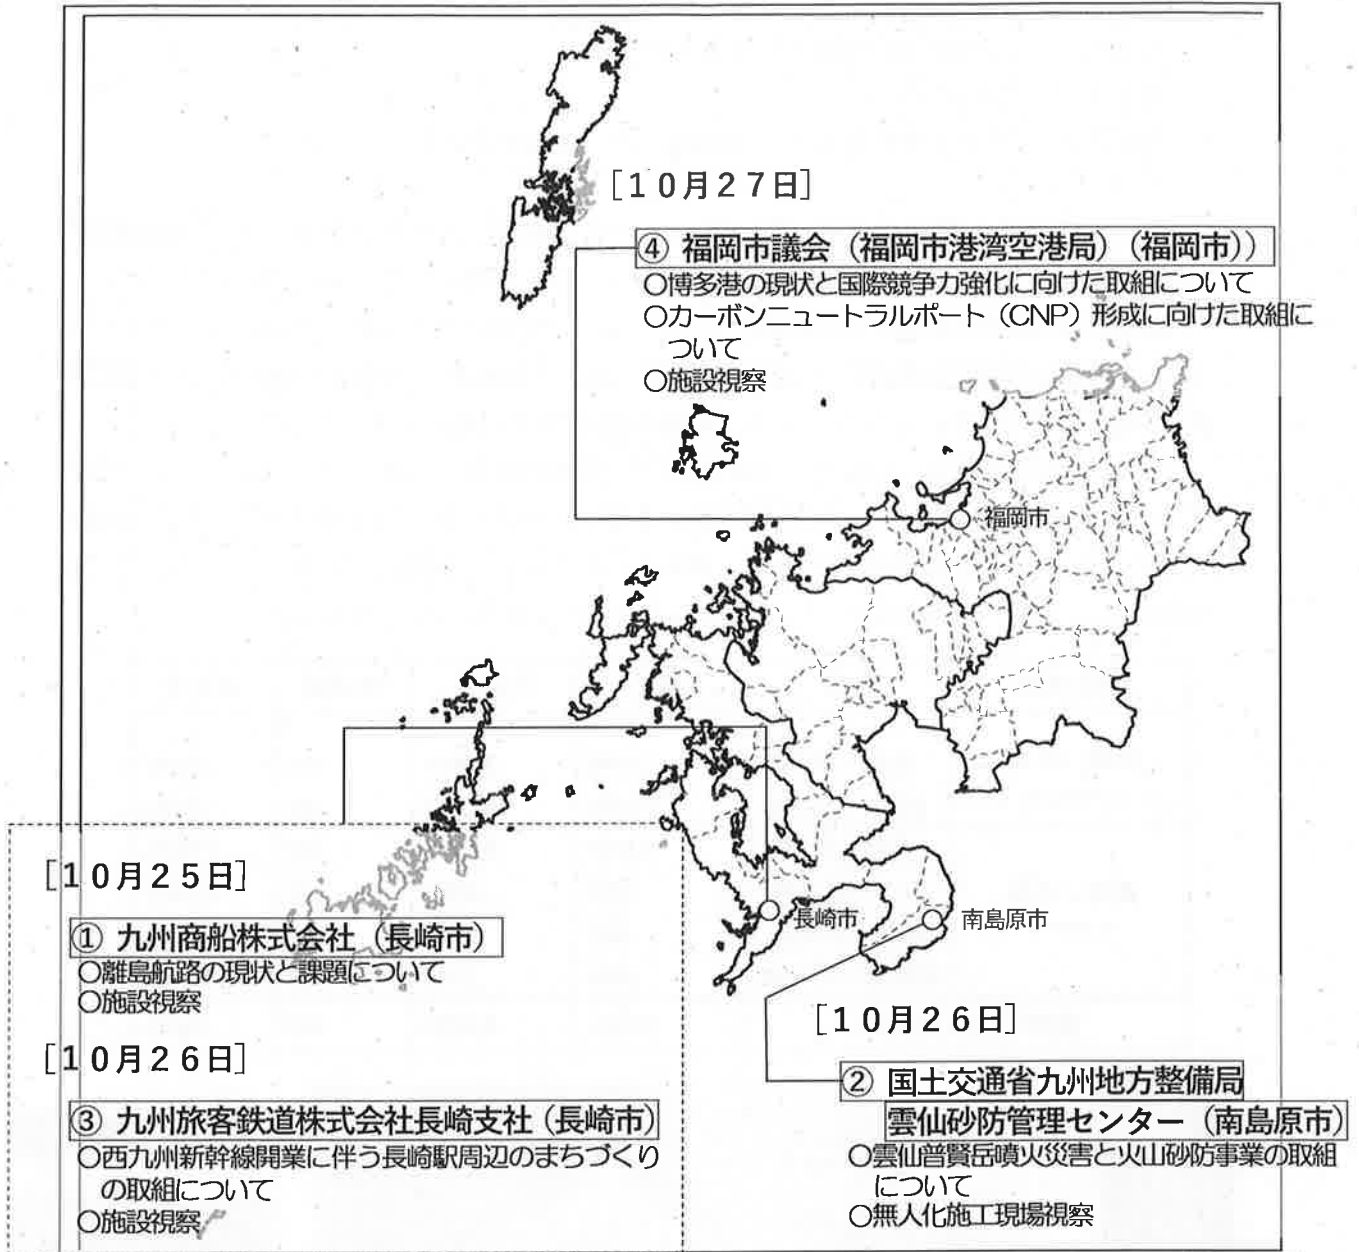 [10月27日]
④ 福岡市議会（福岡市港湾空港局）（福岡市））
○博多港の現状と国際競争力強化に向けた取組について
○カーボンニュートラルポート（CNP）形成に向けた取組に
ついて
○施設視察
福岡市
[10月25日]
① 九州商船株式会社（長崎市）
○離島航路の現状と課題について
○施設視察
長崎市
南島原市
[10月26日]
③ 九州旅客鉄道株式会社長崎支社（長崎市）
○西九州新幹線開業に伴う長崎駅周辺のまちづくり
の取組について
○施設視察
[10月26日]
② 国土交通省九州地方整備局
雲仙砂防管理センター（南島原市）
○雲仙普賢岳噴火災害と火山砂防事業の取組
について
○無人化施工現場視察